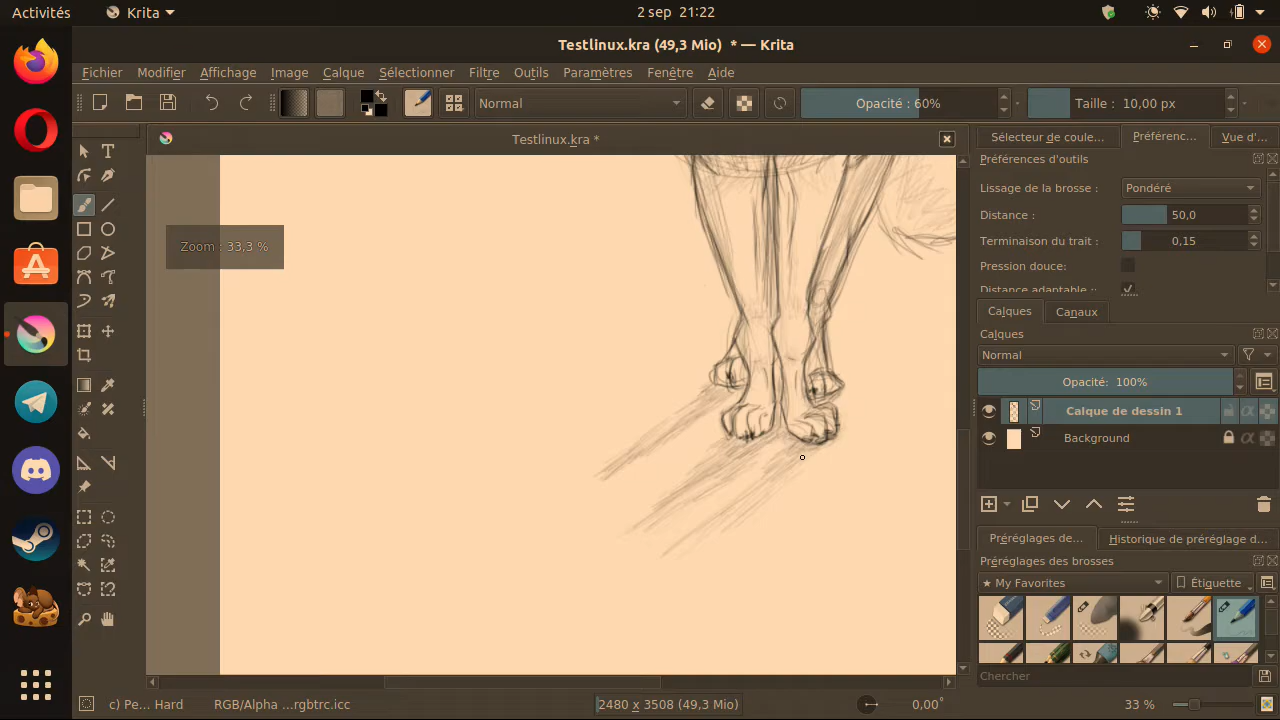 Activités
Krita
2 sep 21:22
Testlinux.kra (49,3 Mio) * — Krita
Fichier Modifier Affichage Image Calque Sélectionner Filtre Outils Paramètres Fenêtre Aide
Normal
Opacité : 60%
Taille : 10,00 px
Testlinux.kra *
Zoom : 33,3 %
Sélecteur de coule... Préférenc... Vue d'...
Préférences d'outils
Lissage de la brosse : Pondéré
Distance : 50,0
Terminaison du trait : 0,15
Pression douce:
Distance adaptable :
Calques Canaux
Calques
Normal
Opacité: 100%
Calque de dessin 1
Background
Préréglages de... Historique de préréglage d...
Préréglages des brosses
★ My Favorites
Étiquette
Chercher
c) Pe... Hard
RGB/Alpha ...rgbtrc.icc
2480 x 3508 (49,3 Mio)
0,00°
33 %